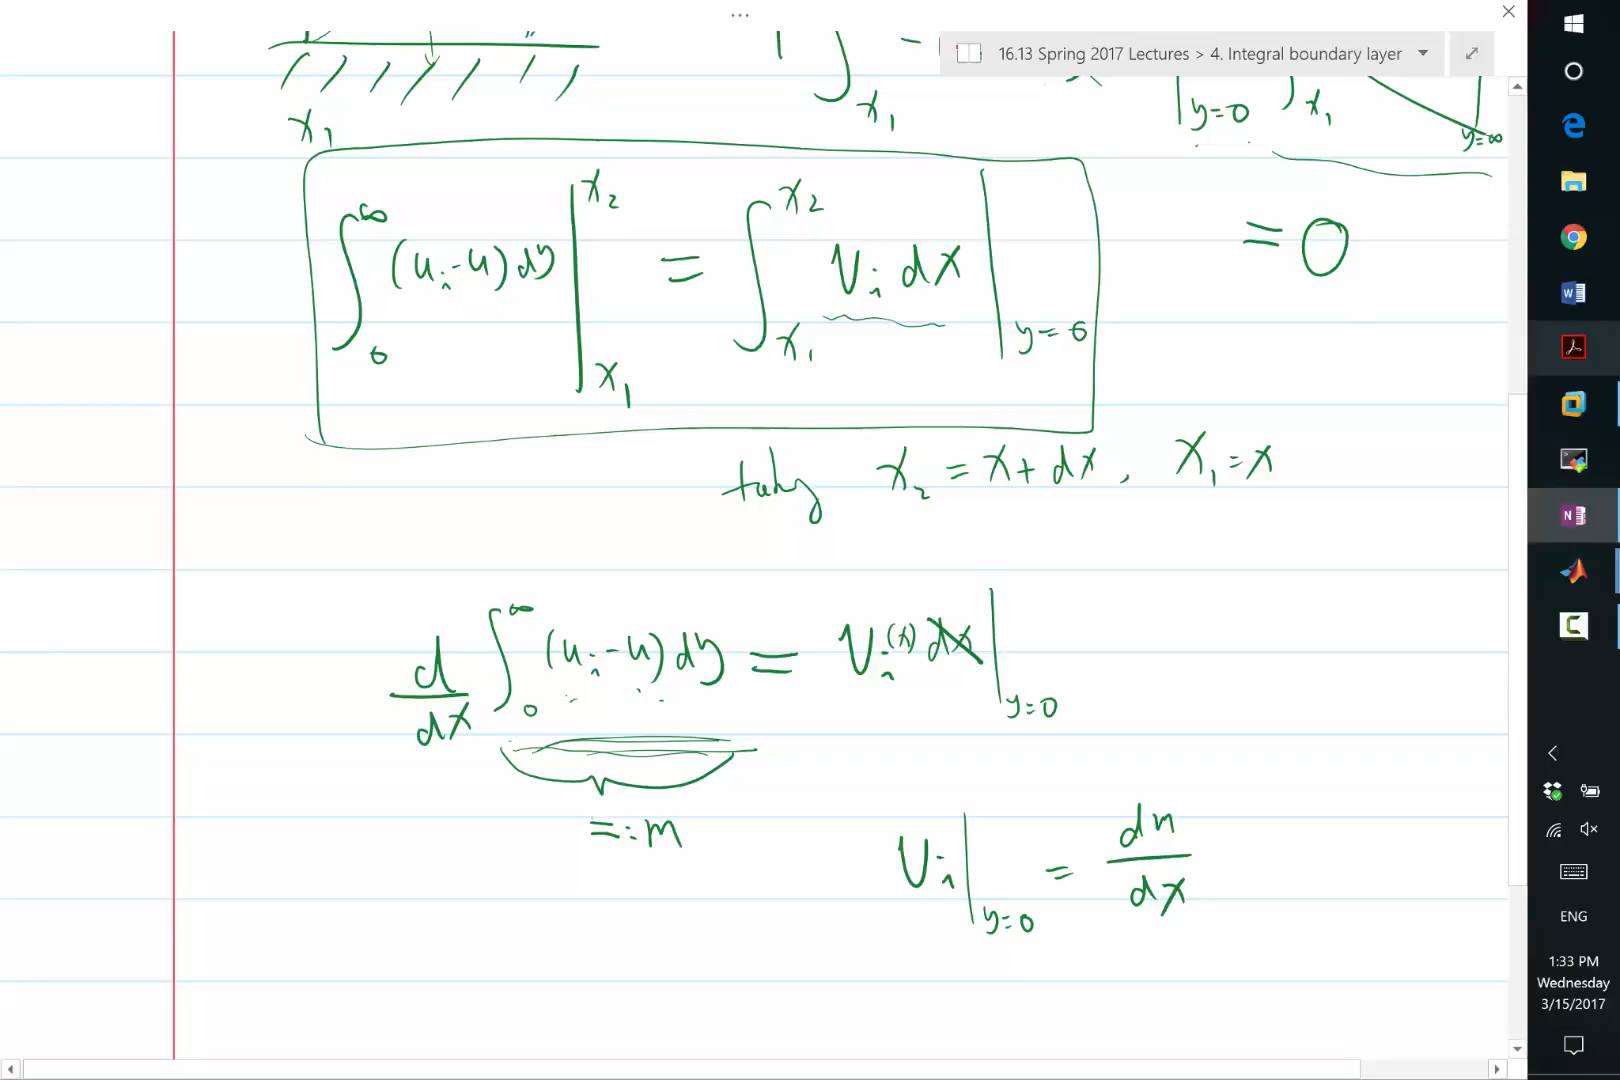 16.13 Spring 2017 Lectures > 4. Integral boundary layer
x₁
x₁
y=0
x₁
y=∞
∫₀^∞ (uᵢ-u) dy |_{x₁}^{x₂} = ∫_{x₁}^{x₂} Vᵢ dx |_{y=0}
= 0
x₂ = x + dx, x₁ = x
d/dx ∫₀^∞ (uᵢ-u) dy = Vᵢ(x) dx |_{y=0}
=: m
Vᵢ |_{y=0} = dm/dx
ENG
1:33 PM
Wednesday
3/15/2017